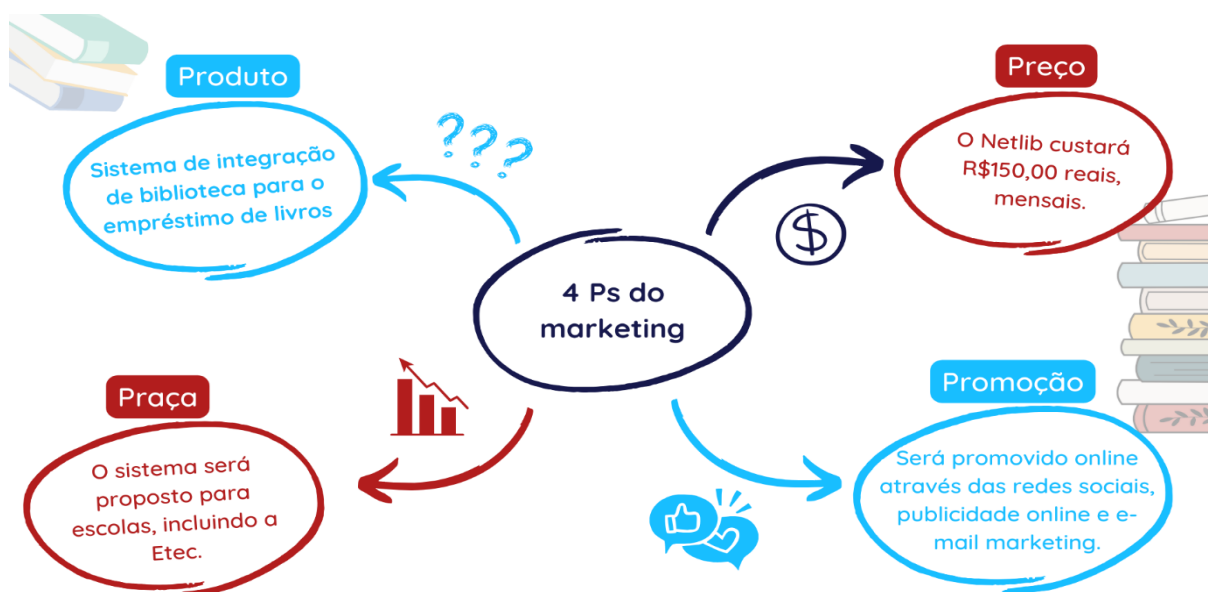 Produto
Sistema de integração
de biblioteca para o
empréstimo de livros
???
Preço
O Netlib custará
R$150,00 reais,
mensais.
$
4 Ps do
marketing
Praça
O sistema será
proposto para
escolas, incluindo a
Etec.
Promoção
Será promovido online
através das redes sociais,
publicidade online e e-
mail marketing.